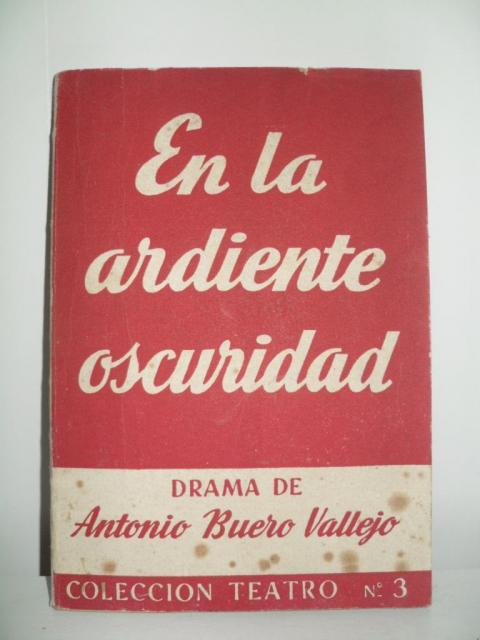 En la
ardiente
oscuridad
DRAMA DE
Antonio Buero Vallejo
COLECCION TEATRO Nº 3